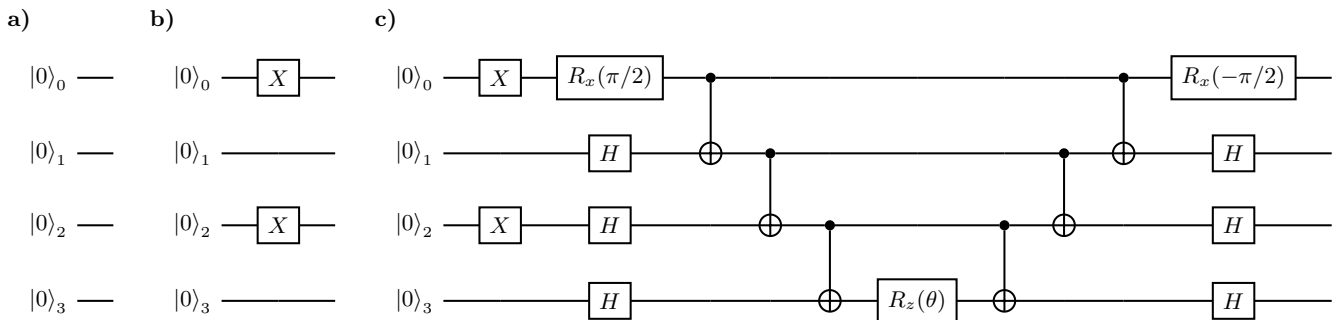 a) b) c)
|0⟩₀ |0⟩₀ X |0⟩₀ X Rₓ(π/2) Rₓ(−π/2)
|0⟩₁ |0⟩₁ |0⟩₁ H H
|0⟩₂ |0⟩₂ X |0⟩₂ X H H
|0⟩₃ |0⟩₃ |0⟩₃ H R_z(θ) H